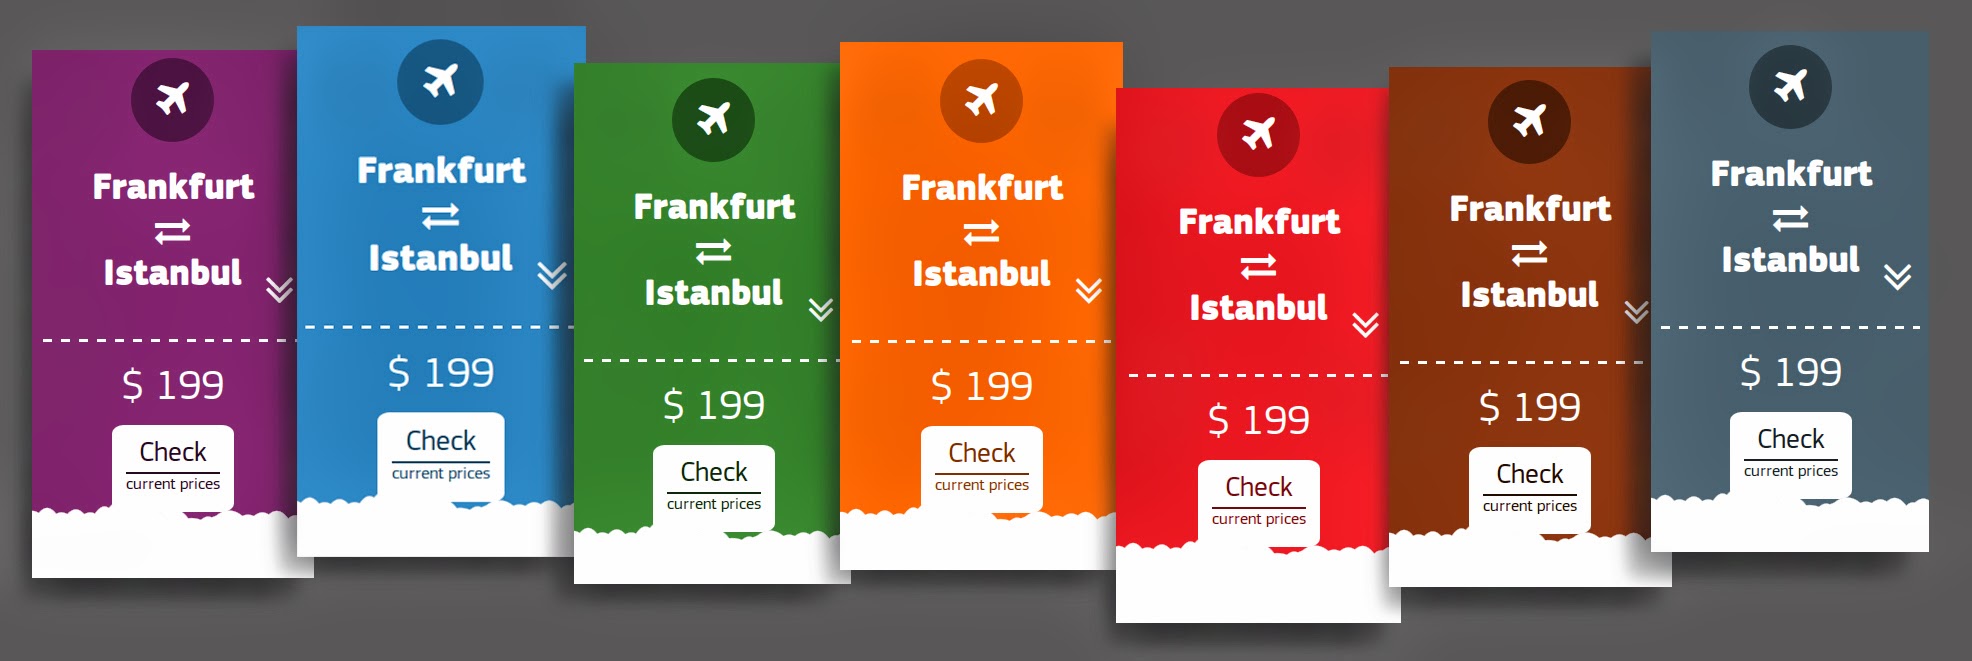 Frankfurt
Istanbul
$ 199
Check
current prices
Frankfurt
Istanbul
$ 199
Check
current prices
Frankfurt
Istanbul
$ 199
Check
current prices
Frankfurt
Istanbul
$ 199
Check
current prices
Frankfurt
Istanbul
$ 199
Check
current prices
Frankfurt
Istanbul
$ 199
Check
current prices
Frankfurt
Istanbul
$ 199
Check
current prices